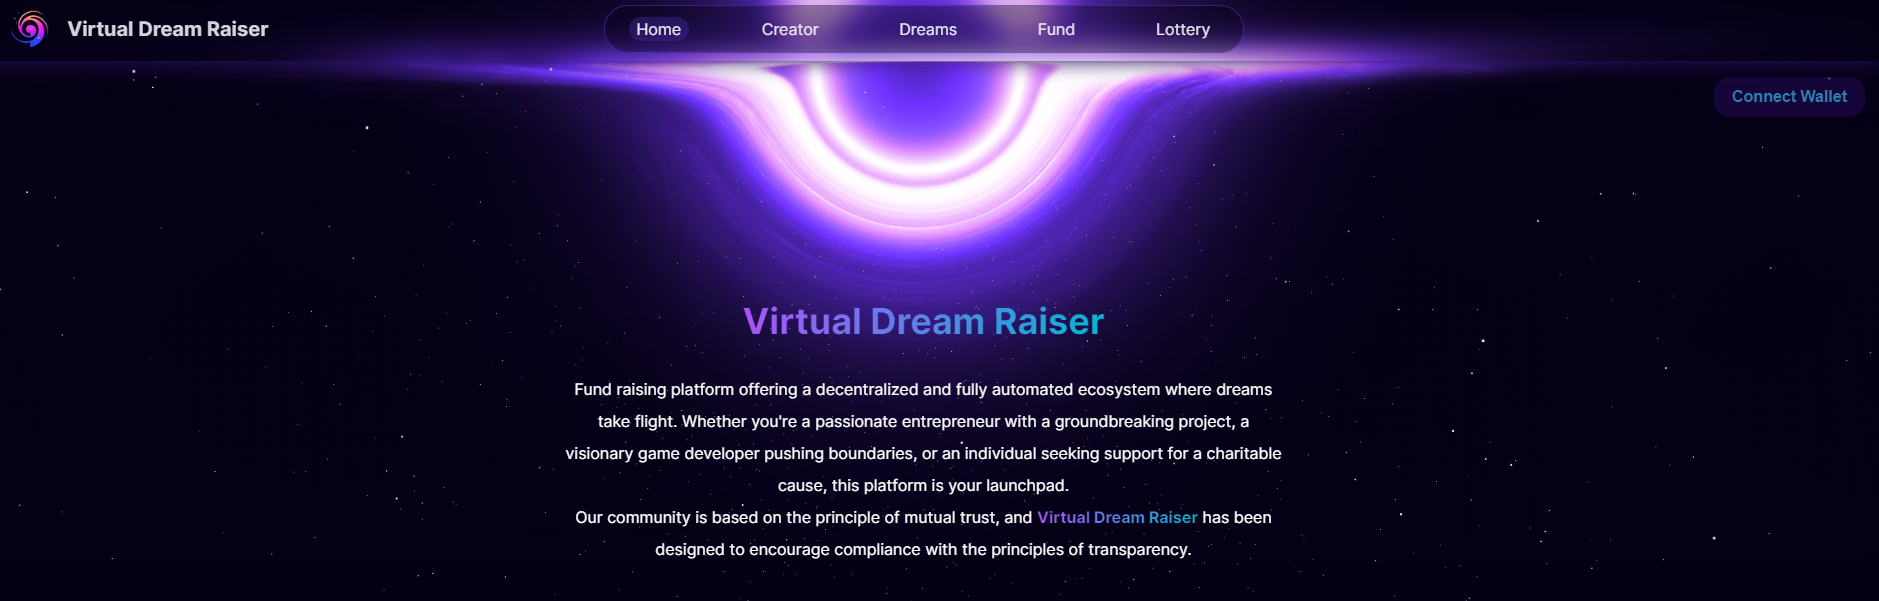 Virtual Dream Raiser
Home
Creator
Dreams
Fund
Lottery
Connect Wallet
Virtual Dream Raiser
Fund raising platform offering a decentralized and fully automated ecosystem where dreams
take flight. Whether you're a passionate entrepreneur with a groundbreaking project, a
visionary game developer pushing boundaries, or an individual seeking support for a charitable
cause, this platform is your launchpad.
Our community is based on the principle of mutual trust, and Virtual Dream Raiser has been
designed to encourage compliance with the principles of transparency.